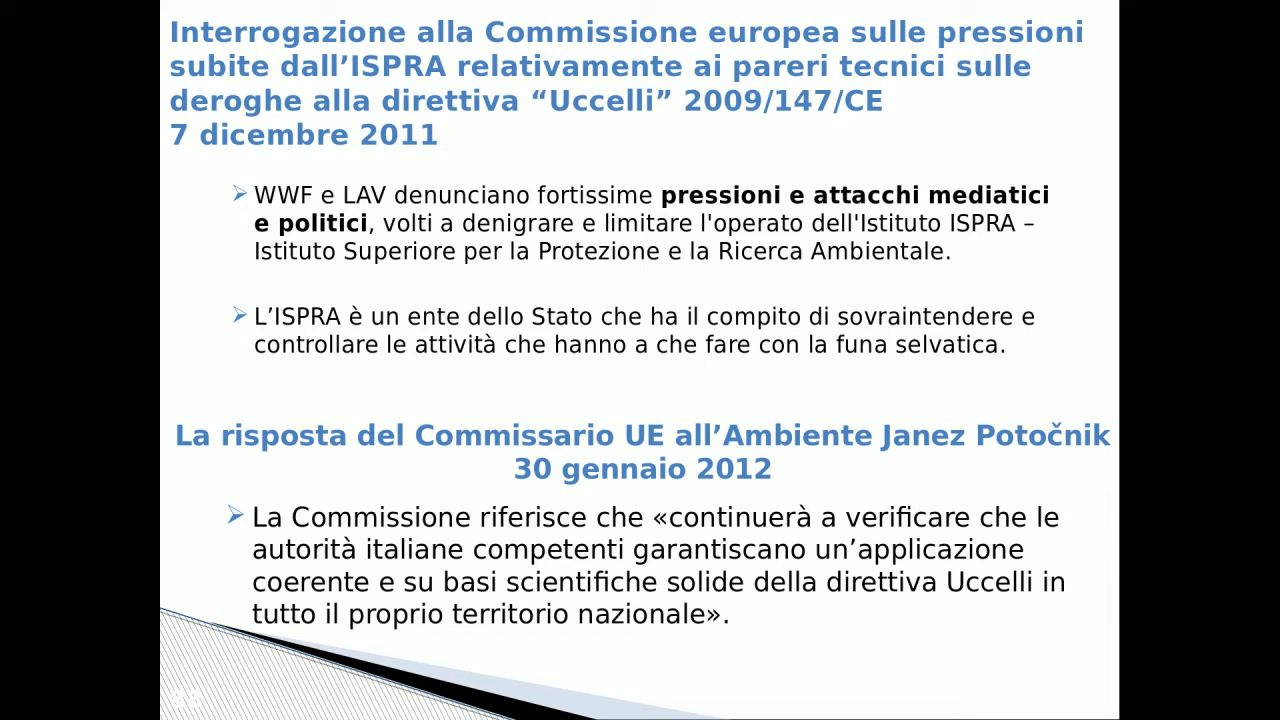 Interrogazione alla Commissione europea sulle pressioni
subite dall’ISPRA relativamente ai pareri tecnici sulle
deroghe alla direttiva “Uccelli” 2009/147/CE
7 dicembre 2011
WWF e LAV denunciano fortissime pressioni e attacchi mediatici
e politici, volti a denigrare e limitare l'operato dell'Istituto ISPRA –
Istituto Superiore per la Protezione e la Ricerca Ambientale.
L’ISPRA è un ente dello Stato che ha il compito di sovraintendere e
controllare le attività che hanno a che fare con la funa selvatica.
La risposta del Commissario UE all’Ambiente Janez Potočnik
30 gennaio 2012
La Commissione riferisce che «continuerà a verificare che le
autorità italiane competenti garantiscano un’applicazione
coerente e su basi scientifiche solide della direttiva Uccelli in
tutto il proprio territorio nazionale».